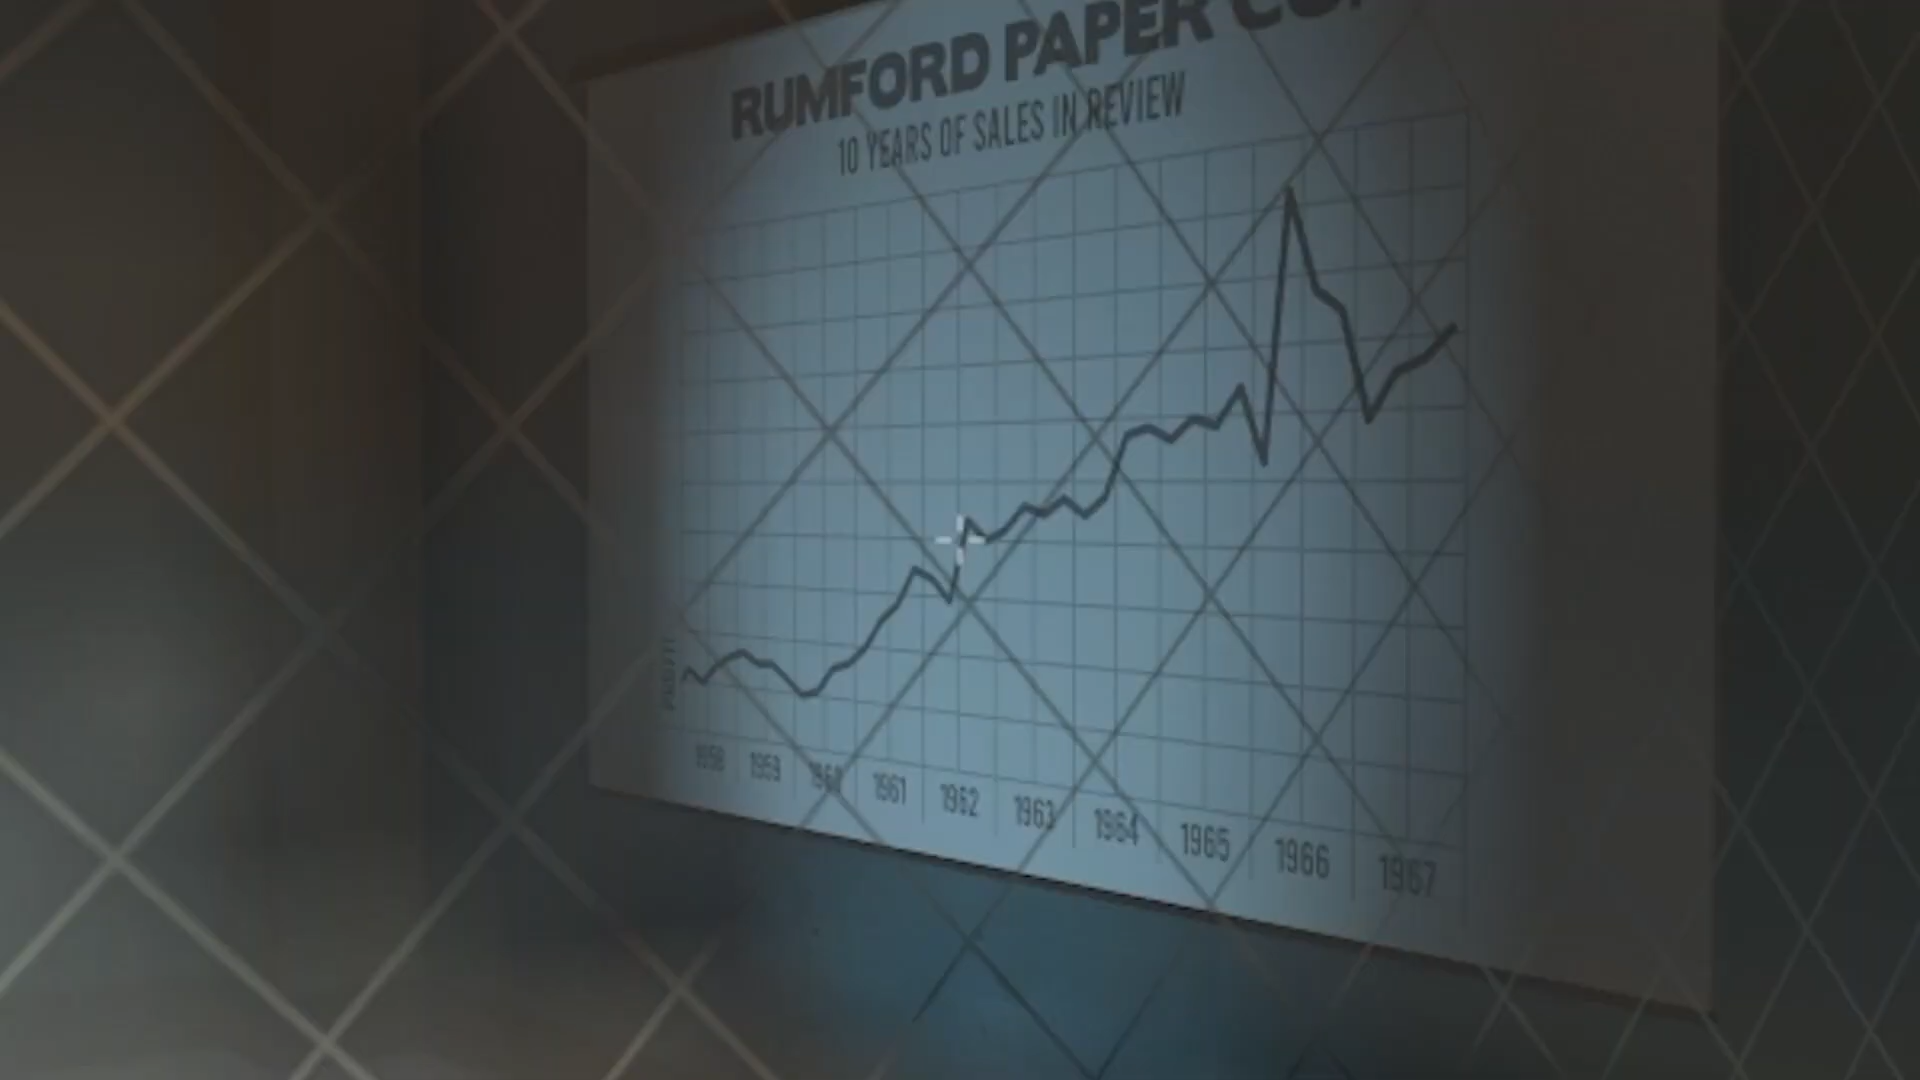 RUMFORD PAPER CO.
10 YEARS OF SALES IN REVIEW
PROFIT
1958 1959 1960 1961 1962 1963 1964 1965 1966 1967